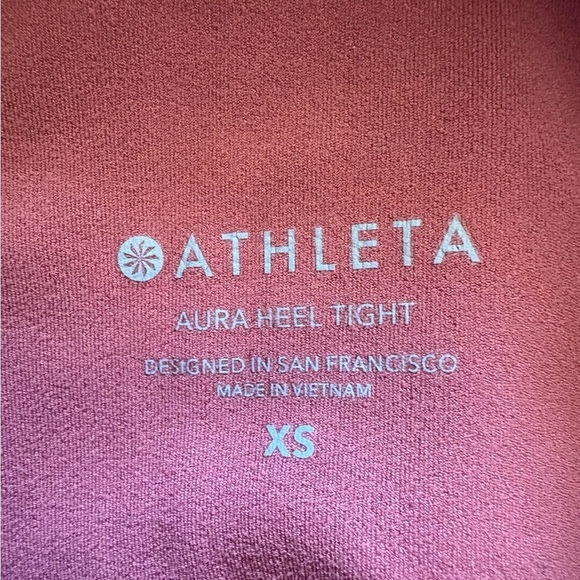 ATHLETA
AURA HEEL TIGHT
DESIGNED IN SAN FRANCISCO
MADE IN VIETNAM
XS